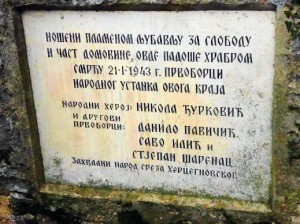 НОШЕНИ ПЛАМЕНОМ ЉУБАВЉУ ЗА СЛОБОДУ
И ЧАСТ ДОМОВИНЕ, ОВДЕ ПАДОШЕ ХРАБРОМ
СМРЋУ 21-I-1943 Г. ПРВОБОРЦИ
НАРОДНОГ УСТАНКА ОВОГА КРАЈА
НАРОДНИ ХЕРОЈ: НИКОЛА ЂУРКОВИЋ
И ДРУГОВИ
ПРВОБОРЦИ: ДАНИЛО ПАВИЧИЋ,
САВО ИЛИЋ И
СТЈЕПАН ШАРЕНАЦ
ЗАХВАЛНИ НАРОД СРЕЗА ХЕРЦЕГНОВСКОГ